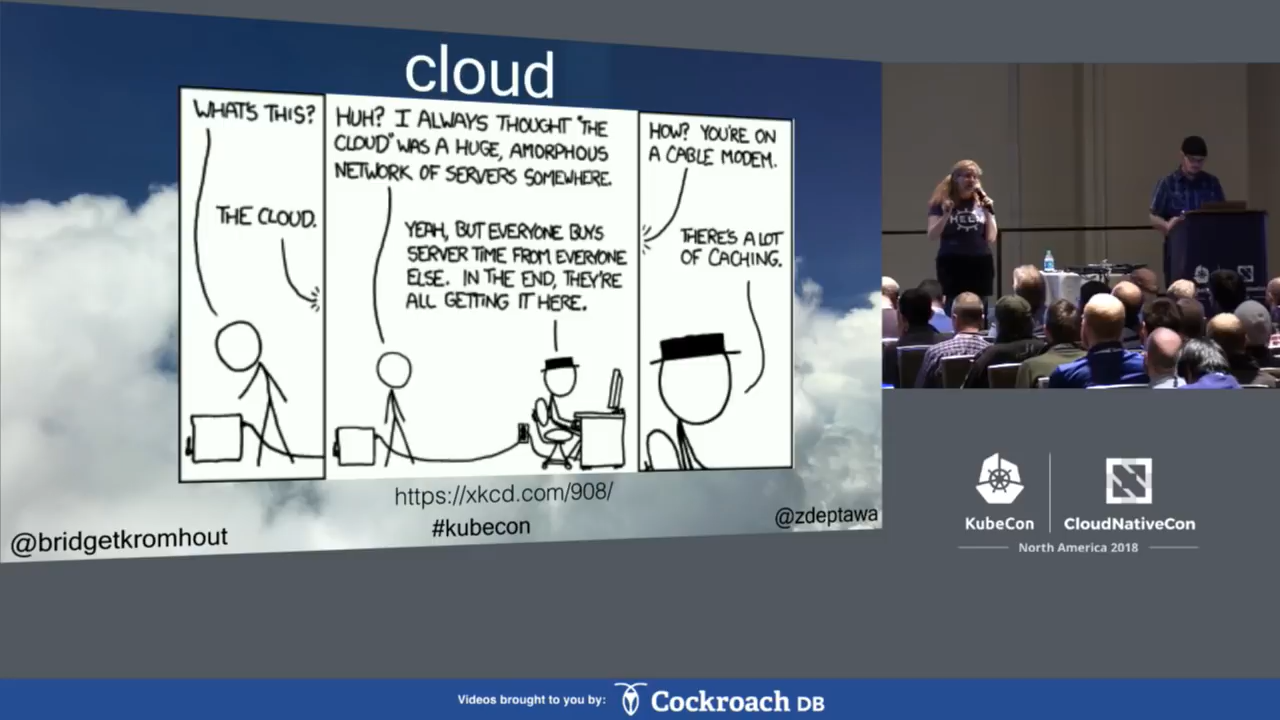 cloud
WHAT'S THIS?
THE CLOUD.
HUH? I ALWAYS THOUGHT "THE
CLOUD" WAS A HUGE, AMORPHOUS
NETWORK OF SERVERS SOMEWHERE.
YEAH, BUT EVERYONE BUYS
SERVER TIME FROM EVERYONE
ELSE. IN THE END, THEY'RE
ALL GETTING IT HERE.
HOW? YOU'RE ON
A CABLE MODEM.
THERE'S A LOT
OF CACHING.
https://xkcd.com/908/
@bridgetkromhout
#kubecon
@zdeptawa
HELM
KubeCon
CloudNativeCon
North America 2018
Videos brought to you by:
Cockroach DB